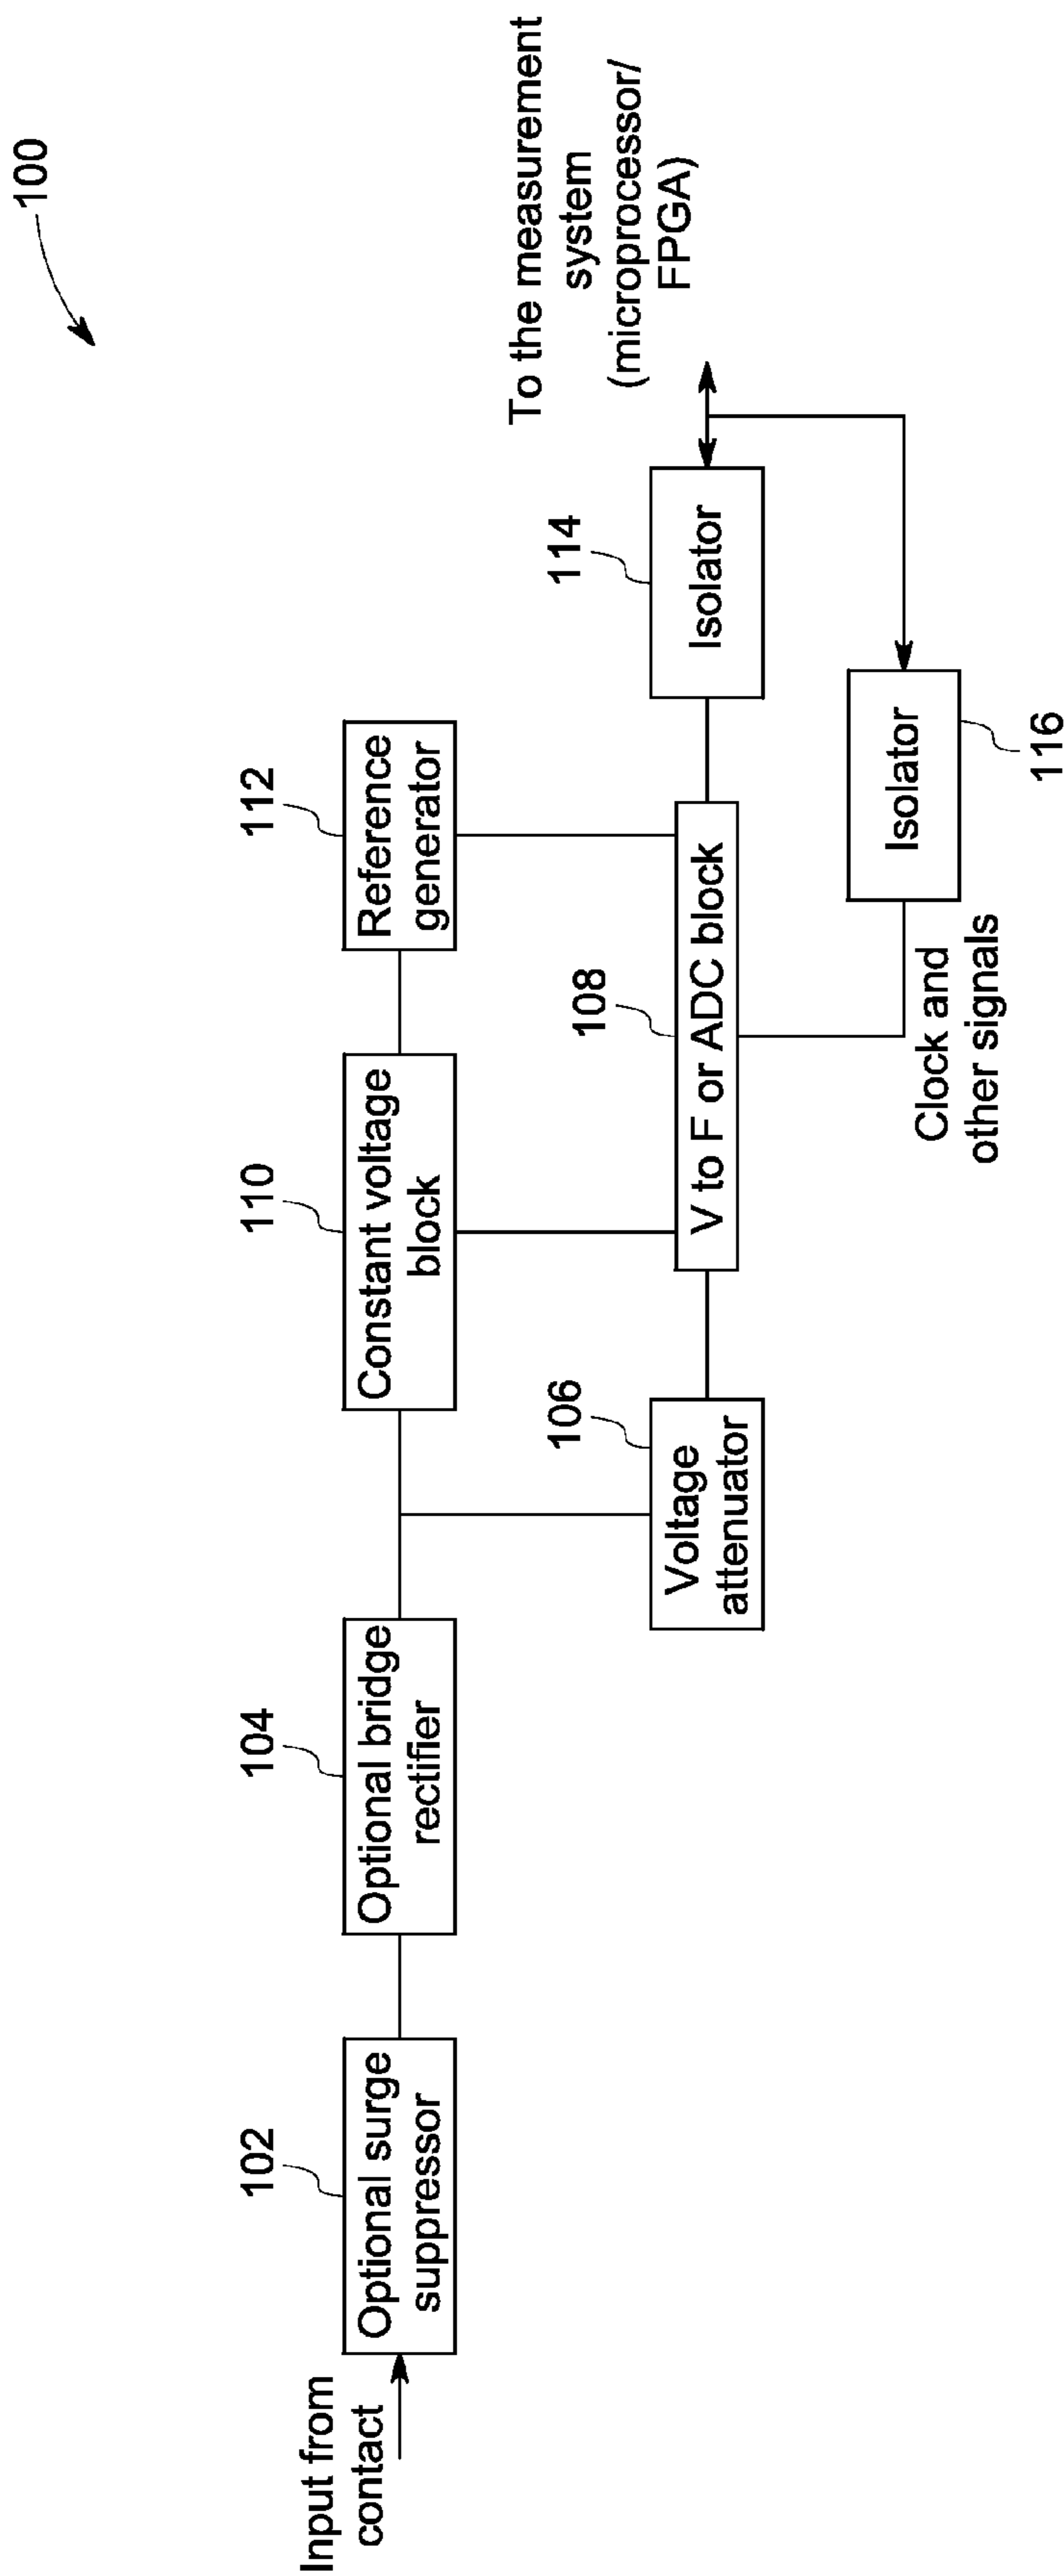 100
Input from
contact
102
Optional surge
suppressor
104
Optional bridge
rectifier
110
Constant voltage
block
112
Reference
generator
106
Voltage
attenuator
108
V to F or ADC block
114
Isolator
To the measurement
system
(microprocessor/
FPGA)
Clock and
other signals
Isolator
116